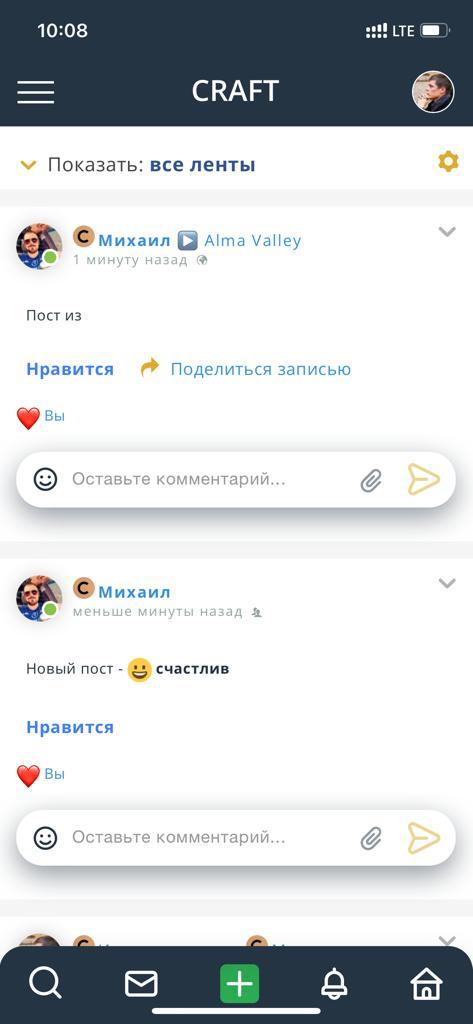 10:08
LTE
CRAFT
Показать: все ленты
C Михаил Alma Valley
1 минуту назад
Пост из
Нравится Поделиться записью
Вы
Оставьте комментарий...
C Михаил
меньше минуты назад
Новый пост - счастлив
Нравится
Вы
Оставьте комментарий...